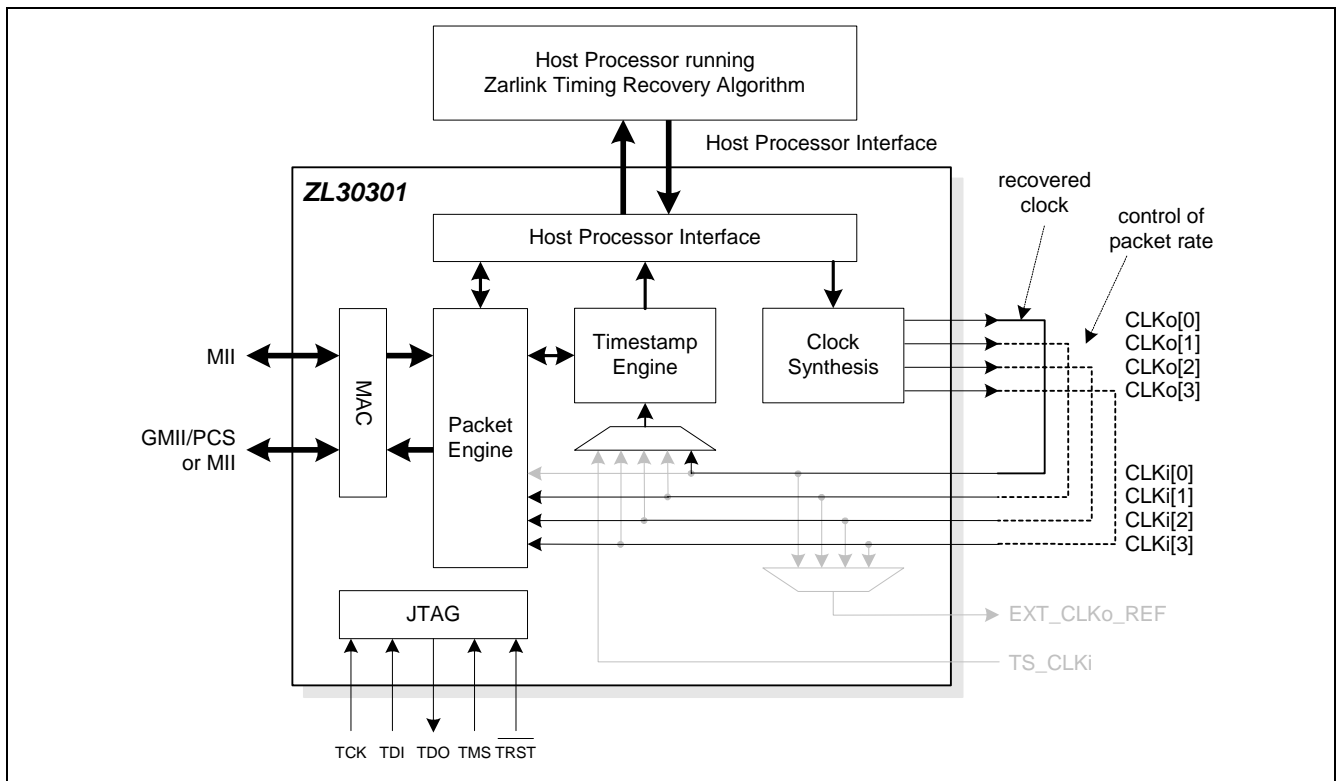 Host Processor running
Zarlink Timing Recovery Algorithm
Host Processor Interface
ZL30301
recovered
clock
control of
packet rate
Host Processor Interface
MII
GMII/PCS
or MII
MAC
Packet
Engine
Timestamp
Engine
Clock
Synthesis
CLKo[0]
CLKo[1]
CLKo[2]
CLKo[3]
CLKi[0]
CLKi[1]
CLKi[2]
CLKi[3]
EXT_CLKo_REF
TS_CLKi
JTAG
TCK
TDI
TDO
TMS
TRST